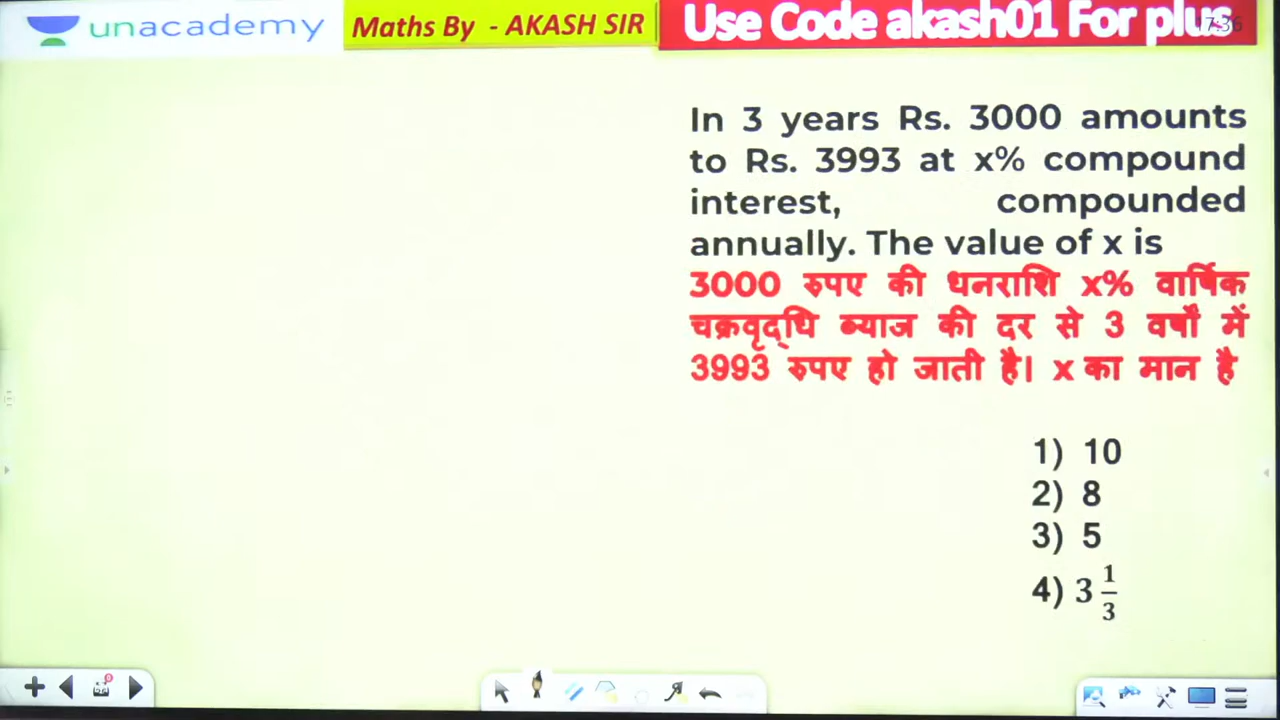 unacademy
Maths By - AKASH SIR
Use Code akash01 For plus
17:36
In 3 years Rs. 3000 amounts
to Rs. 3993 at x% compound
interest, compounded
annually. The value of x is
3000 रुपए की धनराशि x% वार्षिक
चक्रवृद्धि ब्याज की दर से 3 वर्षों में
3993 रुपए हो जाती है। x का मान है
1) 10
2) 8
3) 5
4) 3 1/3